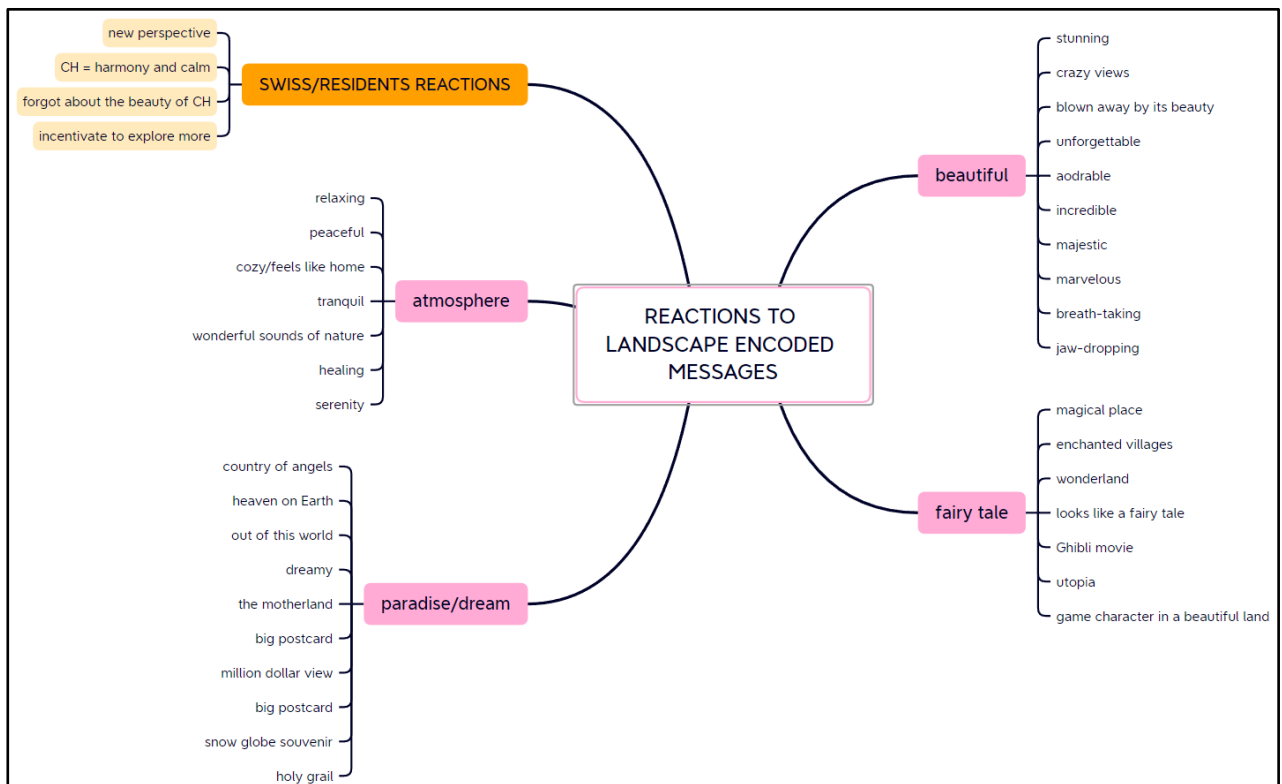 new perspective
CH = harmony and calm
forgot about the beauty of CH
incentivate to explore more
SWISS/RESIDENTS REACTIONS
relaxing
peaceful
cozy/feels like home
tranquil
wonderful sounds of nature
healing
serenity
atmosphere
country of angels
heaven on Earth
out of this world
dreamy
the motherland
big postcard
million dollar view
big postcard
snow globe souvenir
holy grail
paradise/dream
REACTIONS TO
LANDSCAPE ENCODED
MESSAGES
beautiful
stunning
crazy views
blown away by its beauty
unforgettable
aodrable
incredible
majestic
marvelous
breath-taking
jaw-dropping
fairy tale
magical place
enchanted villages
wonderland
looks like a fairy tale
Ghibli movie
utopia
game character in a beautiful land